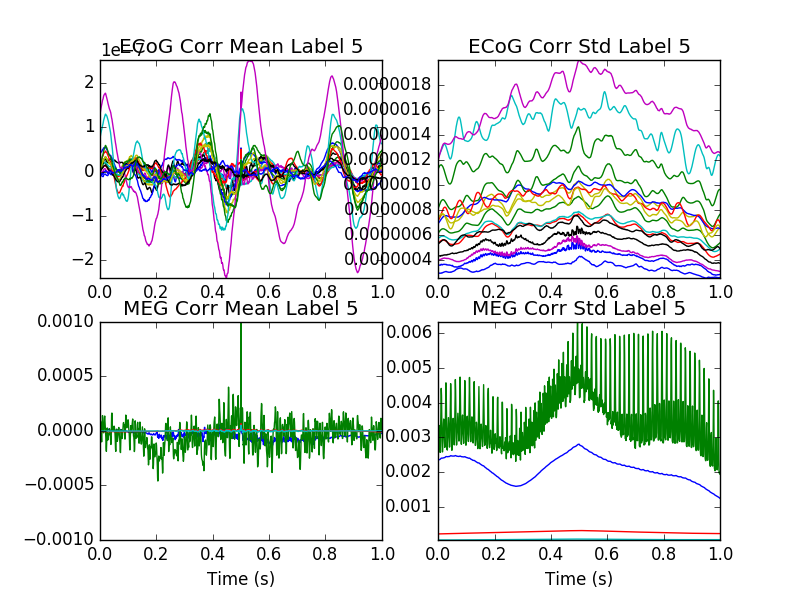 ECoG Corr Mean Label 5
1e−7
2
1
0
−1
−2
0.0 0.2 0.4 0.6 0.8 1.0
ECoG Corr Std Label 5
0.0000018
0.0000016
0.0000014
0.0000012
0.0000010
0.0000008
0.0000006
0.0000004
0.0 0.2 0.4 0.6 0.8 1.0
MEG Corr Mean Label 5
0.0010
0.0005
0.0000
−0.0005
−0.0010
0.0 0.2 0.4 0.6 0.8 1.0
Time (s)
MEG Corr Std Label 5
0.006
0.005
0.004
0.003
0.002
0.001
0.0 0.2 0.4 0.6 0.8 1.0
Time (s)